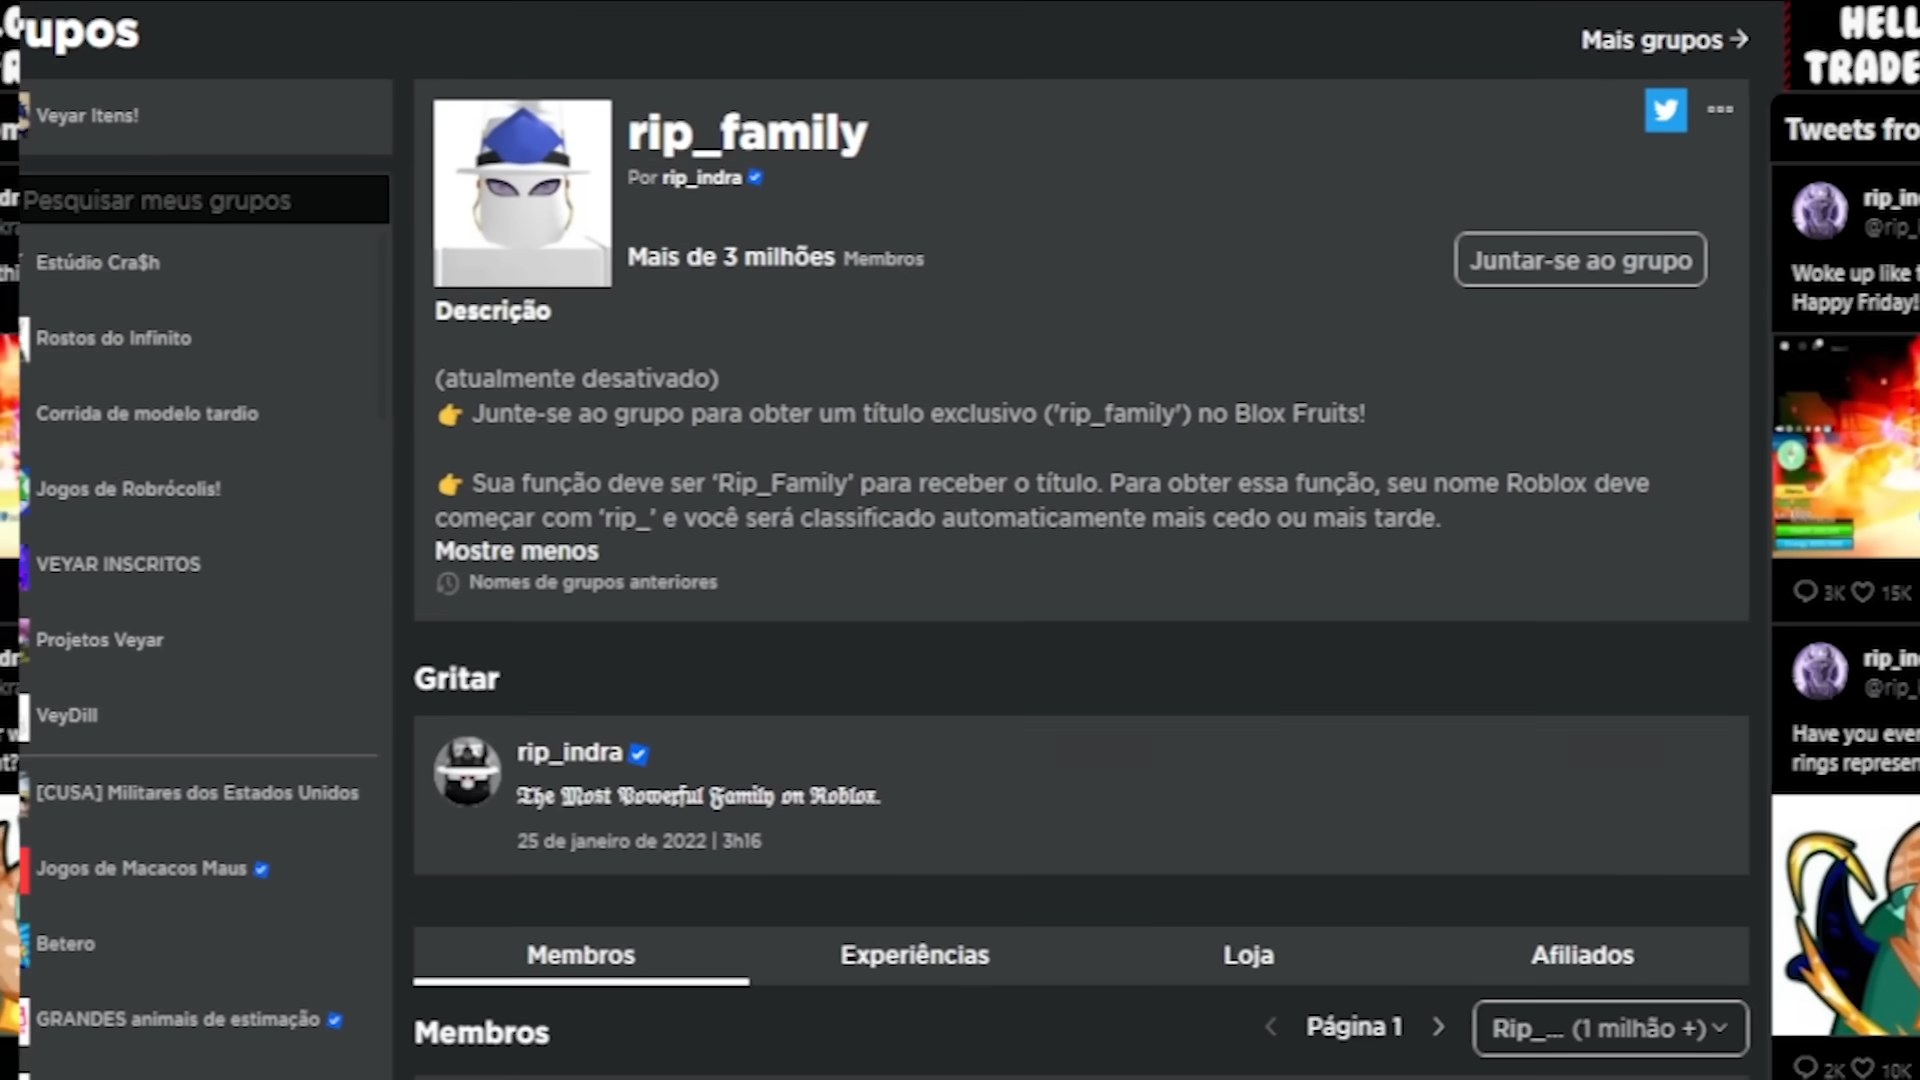 upos
Mais grupos
Veyar Itens!
Pesquisar meus grupos
Estúdio Cra$h
Rostos do Infinito
Corrida de modelo tardio
Jogos de Robrócolis!
VEYAR INSCRITOS
Projetos Veyar
VeyDill
[CUSA] Militares dos Estados Unidos
Jogos de Macacos Maus
Betero
GRANDES animais de estimação
rip_family
Por rip_indra
Mais de 3 milhões Membros
Juntar-se ao grupo
Descrição
(atualmente desativado)
👉 Junte-se ao grupo para obter um título exclusivo ('rip_family') no Blox Fruits!
👉 Sua função deve ser 'Rip_Family' para receber o título. Para obter essa função, seu nome Roblox deve
começar com 'rip_' e você será classificado automaticamente mais cedo ou mais tarde.
Mostre menos
Nomes de grupos anteriores
Gritar
rip_indra
The Most Powerful Family on Roblox.
25 de janeiro de 2022 | 3h16
Membros
Experiências
Loja
Afiliados
Membros
Página 1
Rip_... (1 milhão +)
HELL
TRADE
Tweets fro
rip_in
@rip_
Woke up like
Happy Friday!
3K 15K
rip_in
@rip_
Have you ever
rings represen
2K 10K